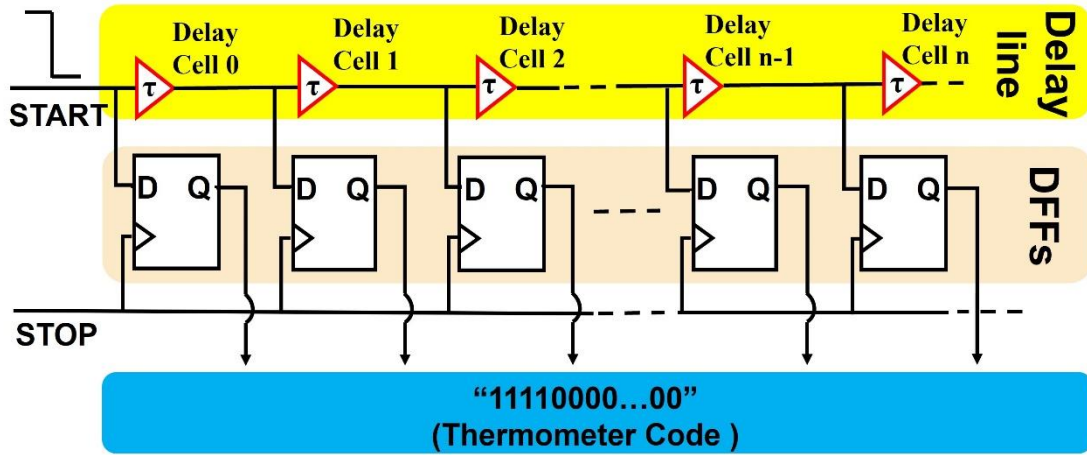 Delay Cell 0
Delay Cell 1
Delay Cell 2
Delay Cell n-1
Delay Cell n
Delay line
τ τ τ τ τ
START
D Q D Q D Q D Q D Q
DFFs
STOP
“11110000...00”
(Thermometer Code )